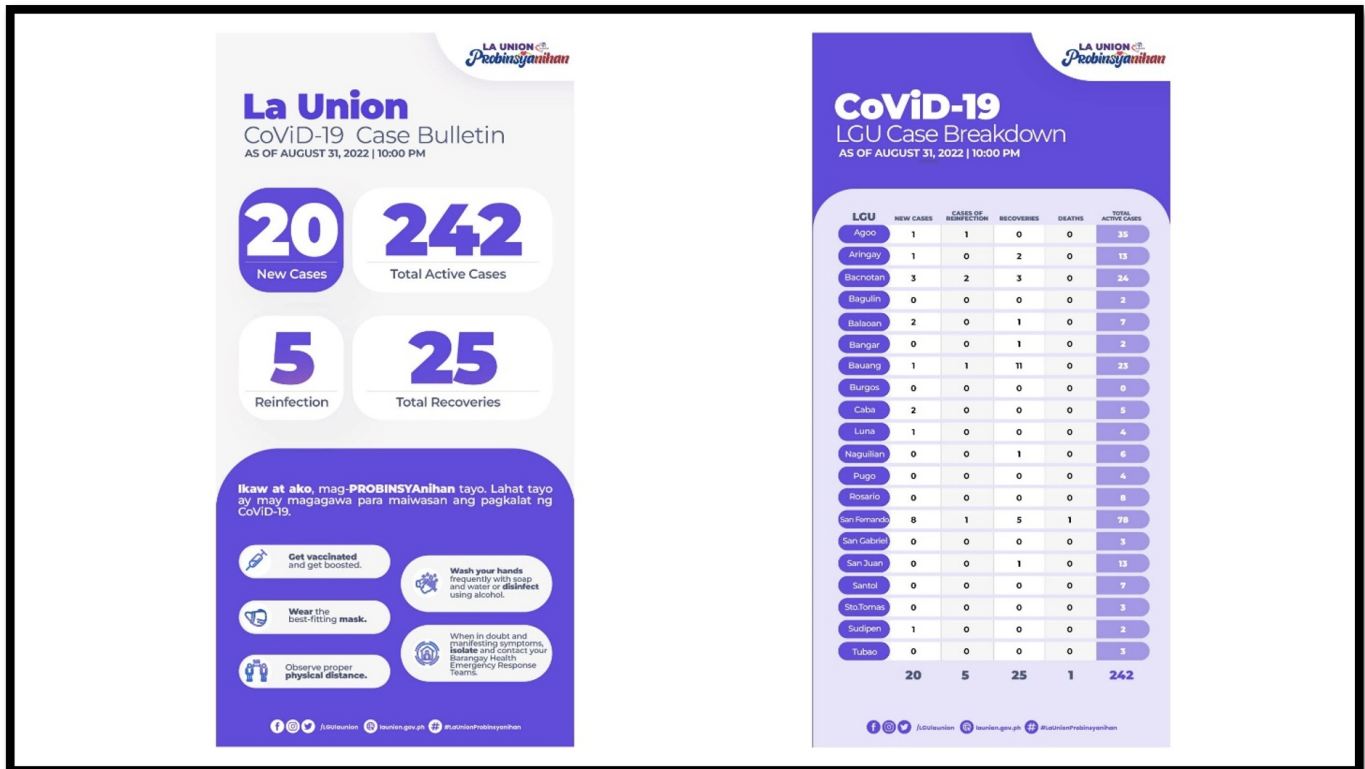 LA UNION
Probinsyanihan
La Union
CoViD-19 Case Bulletin
AS OF AUGUST 31, 2022 | 10:00 PM
20
New Cases
242
Total Active Cases
5
Reinfection
25
Total Recoveries
Ikaw at ako, mag-PROBINSYAnihan tayo. Lahat tayo
ay may magagawa para maiwasan ang pagkalat ng
CoViD-19.
Get vaccinated
and get boosted.
Wear the
best-fitting mask.
Observe proper
physical distance.
Wash your hands
frequently with soap
and water or disinfect
using alcohol.
When in doubt and
manifesting symptoms,
isolate and contact your
Barangay Health
Emergency Response
Teams.
/LGUlaunion launion.gov.ph #LaUnionProbinsyanihan
LA UNION
Probinsyanihan
CoViD-19
LGU Case Breakdown
AS OF AUGUST 31, 2022 | 10:00 PM
LGU NEW CASES CASES OF REINFECTION RECOVERIES DEATHS TOTAL ACTIVE CASES
Agoo 1 1 0 0 35
Aringay 1 0 2 0 13
Bacnotan 3 2 3 0 24
Bagulin 0 0 0 0 2
Balaoan 2 0 1 0 7
Bangar 0 0 1 0 2
Bauang 1 1 11 0 23
Burgos 0 0 0 0 0
Caba 2 0 0 0 5
Luna 1 0 0 0 4
Naguilian 0 0 1 0 6
Pugo 0 0 0 0 4
Rosario 0 0 0 0 8
San Fernando 8 1 5 1 78
San Gabriel 0 0 0 0 3
San Juan 0 0 1 0 13
Santol 0 0 0 0 7
Sto.Tomas 0 0 0 0 3
Sudipen 1 0 0 0 2
Tubao 0 0 0 0 3
20 5 25 1 242
/LGUlaunion launion.gov.ph #LaUnionProbinsyanihan